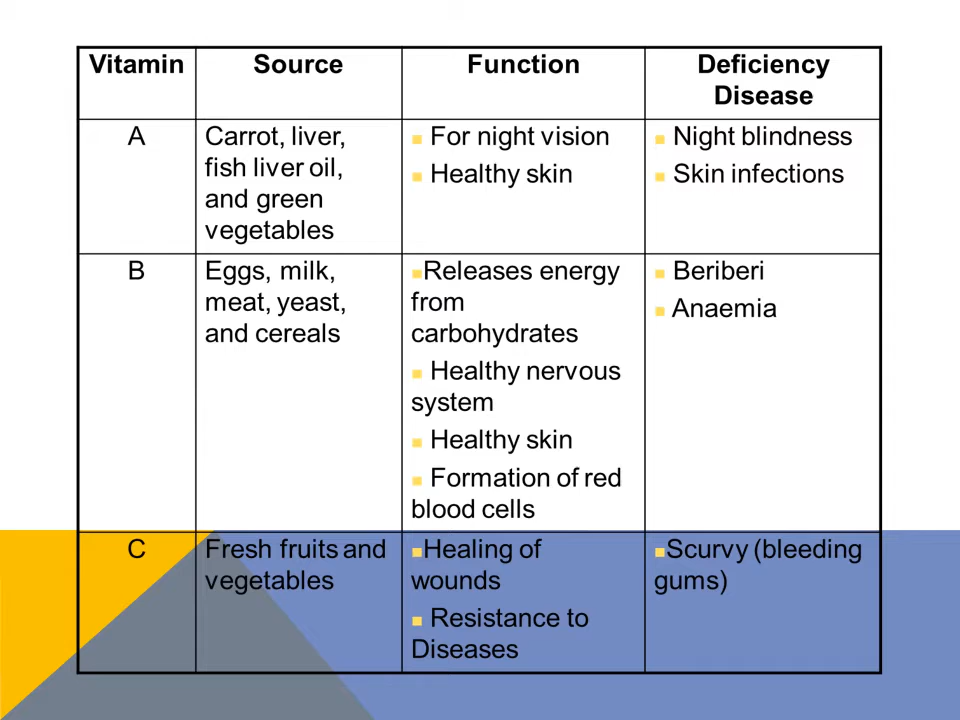 Vitamin
Source
Function
Deficiency
Disease
A
Carrot, liver,
fish liver oil,
and green
vegetables
For night vision
Healthy skin
Night blindness
Skin infections
B
Eggs, milk,
meat, yeast,
and cereals
Releases energy
from
carbohydrates
Healthy nervous
system
Healthy skin
Formation of red
blood cells
Beriberi
Anaemia
C
Fresh fruits and
vegetables
Healing of
wounds
Resistance to
Diseases
Scurvy (bleeding
gums)